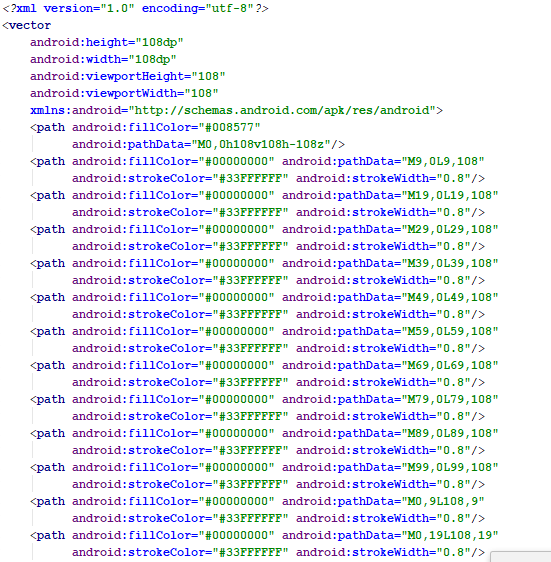 <?xml version="1.0" encoding="utf-8"?>
<vector
android:height="108dp"
android:width="108dp"
android:viewportHeight="108"
android:viewportWidth="108"
xmlns:android="http://schemas.android.com/apk/res/android">
<path android:fillColor="#008577"
android:pathData="M0,0h108v108h-108z"/>
<path android:fillColor="#00000000" android:pathData="M9,0L9,108"
android:strokeColor="#33FFFFFF" android:strokeWidth="0.8"/>
<path android:fillColor="#00000000" android:pathData="M19,0L19,108"
android:strokeColor="#33FFFFFF" android:strokeWidth="0.8"/>
<path android:fillColor="#00000000" android:pathData="M29,0L29,108"
android:strokeColor="#33FFFFFF" android:strokeWidth="0.8"/>
<path android:fillColor="#00000000" android:pathData="M39,0L39,108"
android:strokeColor="#33FFFFFF" android:strokeWidth="0.8"/>
<path android:fillColor="#00000000" android:pathData="M49,0L49,108"
android:strokeColor="#33FFFFFF" android:strokeWidth="0.8"/>
<path android:fillColor="#00000000" android:pathData="M59,0L59,108"
android:strokeColor="#33FFFFFF" android:strokeWidth="0.8"/>
<path android:fillColor="#00000000" android:pathData="M69,0L69,108"
android:strokeColor="#33FFFFFF" android:strokeWidth="0.8"/>
<path android:fillColor="#00000000" android:pathData="M79,0L79,108"
android:strokeColor="#33FFFFFF" android:strokeWidth="0.8"/>
<path android:fillColor="#00000000" android:pathData="M89,0L89,108"
android:strokeColor="#33FFFFFF" android:strokeWidth="0.8"/>
<path android:fillColor="#00000000" android:pathData="M99,0L99,108"
android:strokeColor="#33FFFFFF" android:strokeWidth="0.8"/>
<path android:fillColor="#00000000" android:pathData="M0,9L108,9"
android:strokeColor="#33FFFFFF" android:strokeWidth="0.8"/>
<path android:fillColor="#00000000" android:pathData="M0,19L108,19"
android:strokeColor="#33FFFFFF" android:strokeWidth="0.8"/>